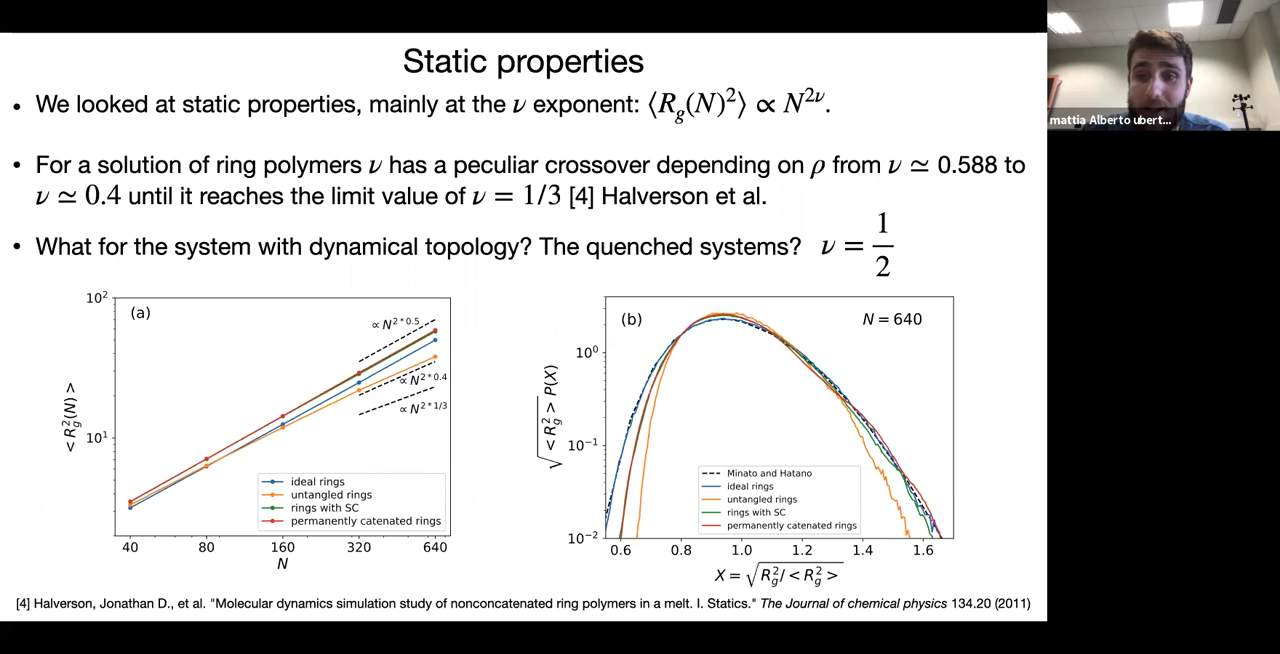 Static properties
• We looked at static properties, mainly at the ν exponent: ⟨R_g(N)²⟩ ∝ N^{2ν}.
• For a solution of ring polymers ν has a peculiar crossover depending on ρ from ν ≃ 0.588 to
ν ≃ 0.4 until it reaches the limit value of ν = 1/3 [4] Halverson et al.
• What for the system with dynamical topology? The quenched systems? ν = 1/2
mattia Alberto ubert...
(a)
10²
10¹
< R_g²(N) >
∝ N^{2*0.5}
∝ N^{2*0.4}
∝ N^{2*1/3}
ideal rings
untangled rings
rings with SC
permanently catenated rings
40 80 160 320 640
N
(b)
N = 640
10⁰
10⁻¹
10⁻²
√< R_g² > P(X)
Minato and Hatano
ideal rings
untangled rings
rings with SC
permanently catenated rings
0.6 0.8 1.0 1.2 1.4 1.6
X = √R_g²/< R_g² >
[4] Halverson, Jonathan D., et al. "Molecular dynamics simulation study of nonconcatenated ring polymers in a melt. I. Statics." The Journal of chemical physics 134.20 (2011)